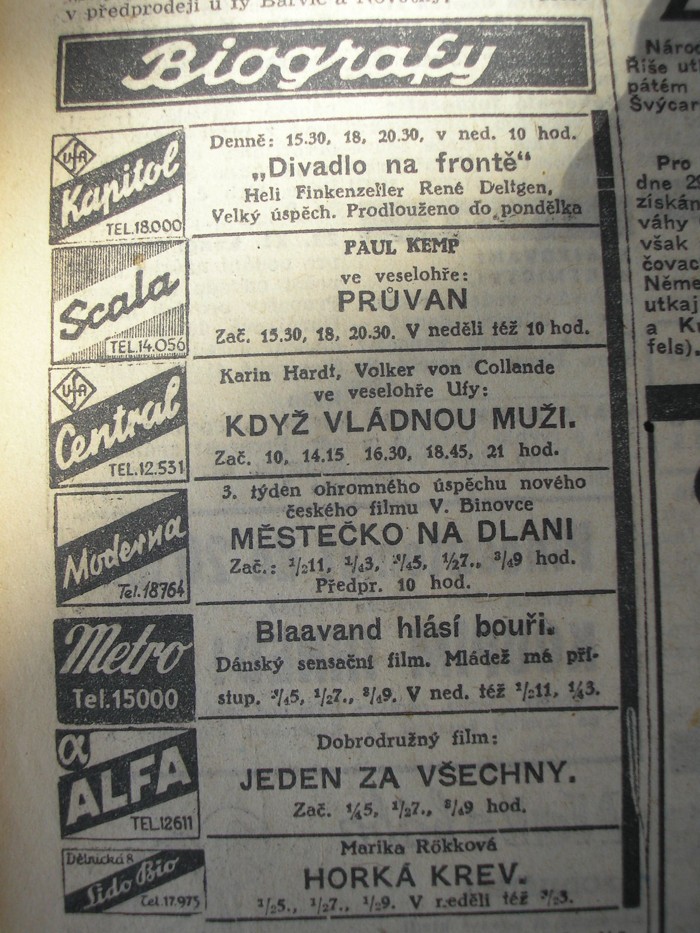 v předprodeji u fy Barvič a Novotný.
Biografy
UFA
Kapitol
TEL.18.000
Denně: 15.30, 18, 20.30, v ned. 10 hod.
„Divadlo na frontě“
Heli Finkenzeller René Deltgen,
Velký úspěch. Prodlouženo do pondělka
Scala
TEL.14.056
PAUL KEMP
ve veselohře:
PRŮVAN
Zač. 15.30, 18, 20.30. V neděli též 10 hod.
UFA
Central
TEL.12.531
Karin Hardt, Volker von Collande
ve veselohře Ufy:
KDYŽ VLÁDNOU MUŽI.
Zač. 10, 14.15 16.30, 18.45, 21 hod.
Moderna
Tel.18764
3. týden ohromného úspěchu nového
českého filmu V. Binovce
MĚSTEČKO NA DLANI
Zač.: 1/211, 1/43, 3/45, 1/27., 3/49 hod.
Předpr. 10 hod.
Metro
Tel.15000
Blaavand hlásí bouři.
Dánský sensační film. Mládež má pří-
stup. 3/45, 1/27., 3/49. V ned. též 1/211, 1/43.
α
ALFA
TEL.12611
Dobrodružný film:
JEDEN ZA VŠECHNY.
Zač. 1/45, 1/27., 3/49 hod.
Dělnická 8
Lido Bio
Tel.17.975
Marika Rökková
HORKÁ KREV.
1/25., 1/27., 1/29. V neděli též 3/23.
Národ
Říše utk
pátém
Švýcar
Pro
dne 2
získán
váhy
však
čovac
Něme
utkaj
a K
fels).